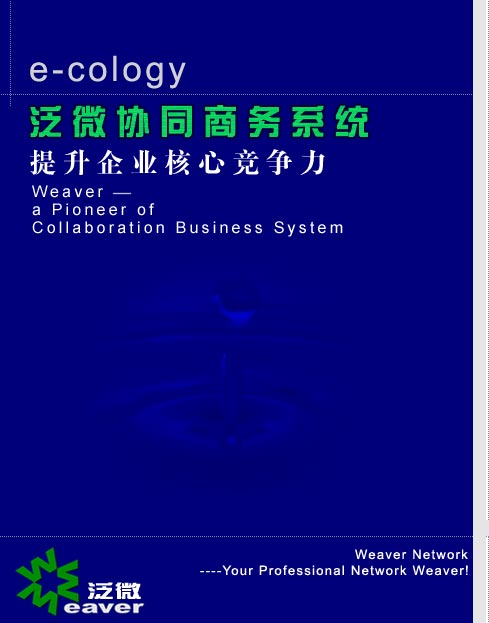 e-cology
泛微协同商务系统
提升企业核心竞争力
Weaver —
a Pioneer of
Collaboration Business System
Weaver Network
----Your Professional Network Weaver!
泛微
eaver